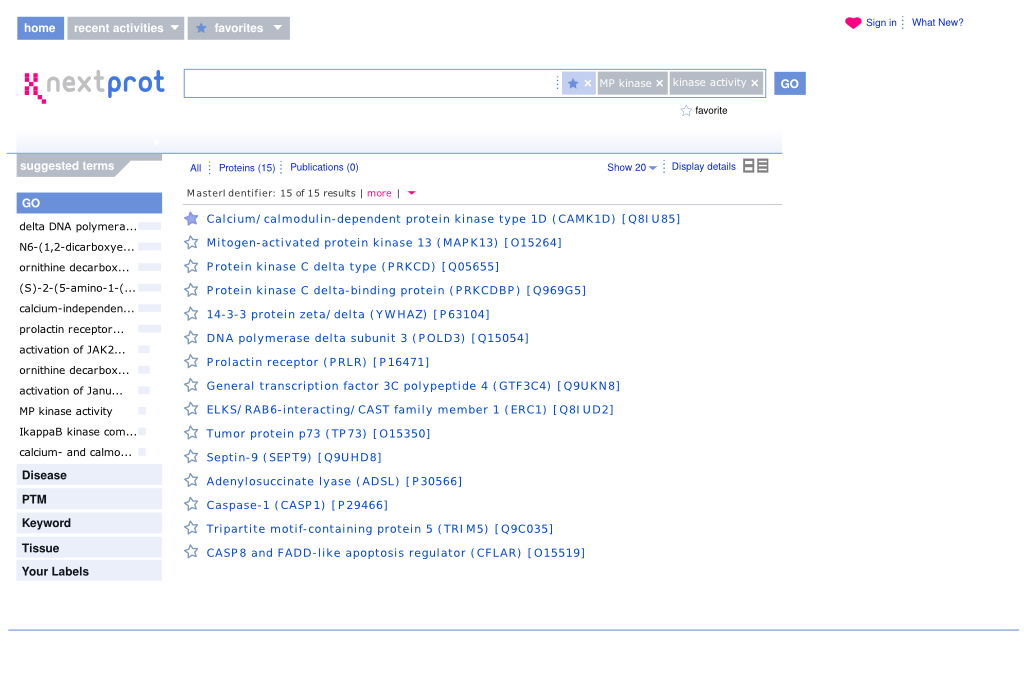 home recent activities favorites Sign in What New?
nextprot MP kinase × kinase activity × GO
favorite
suggested terms All Proteins (15) Publications (0) Show 20 Display details
MasterIdentifier: 15 of 15 results | more |
GO
delta DNA polymera...
N6-(1,2-dicarboxye...
ornithine decarbox...
(S)-2-(5-amino-1-(...
calcium-independen...
prolactin receptor...
activation of JAK2...
ornithine decarbox...
activation of Janu...
MP kinase activity
IkappaB kinase com...
calcium- and calmo...
Disease
PTM
Keyword
Tissue
Your Labels
Calcium/calmodulin-dependent protein kinase type 1D (CAMK1D) [Q8IU85]
Mitogen-activated protein kinase 13 (MAPK13) [O15264]
Protein kinase C delta type (PRKCD) [Q05655]
Protein kinase C delta-binding protein (PRKCDBP) [Q969G5]
14-3-3 protein zeta/delta (YWHAZ) [P63104]
DNA polymerase delta subunit 3 (POLD3) [Q15054]
Prolactin receptor (PRLR) [P16471]
General transcription factor 3C polypeptide 4 (GTF3C4) [Q9UKN8]
ELKS/RAB6-interacting/CAST family member 1 (ERC1) [Q8IUD2]
Tumor protein p73 (TP73) [O15350]
Septin-9 (SEPT9) [Q9UHD8]
Adenylosuccinate lyase (ADSL) [P30566]
Caspase-1 (CASP1) [P29466]
Tripartite motif-containing protein 5 (TRIM5) [Q9C035]
CASP8 and FADD-like apoptosis regulator (CFLAR) [O15519]